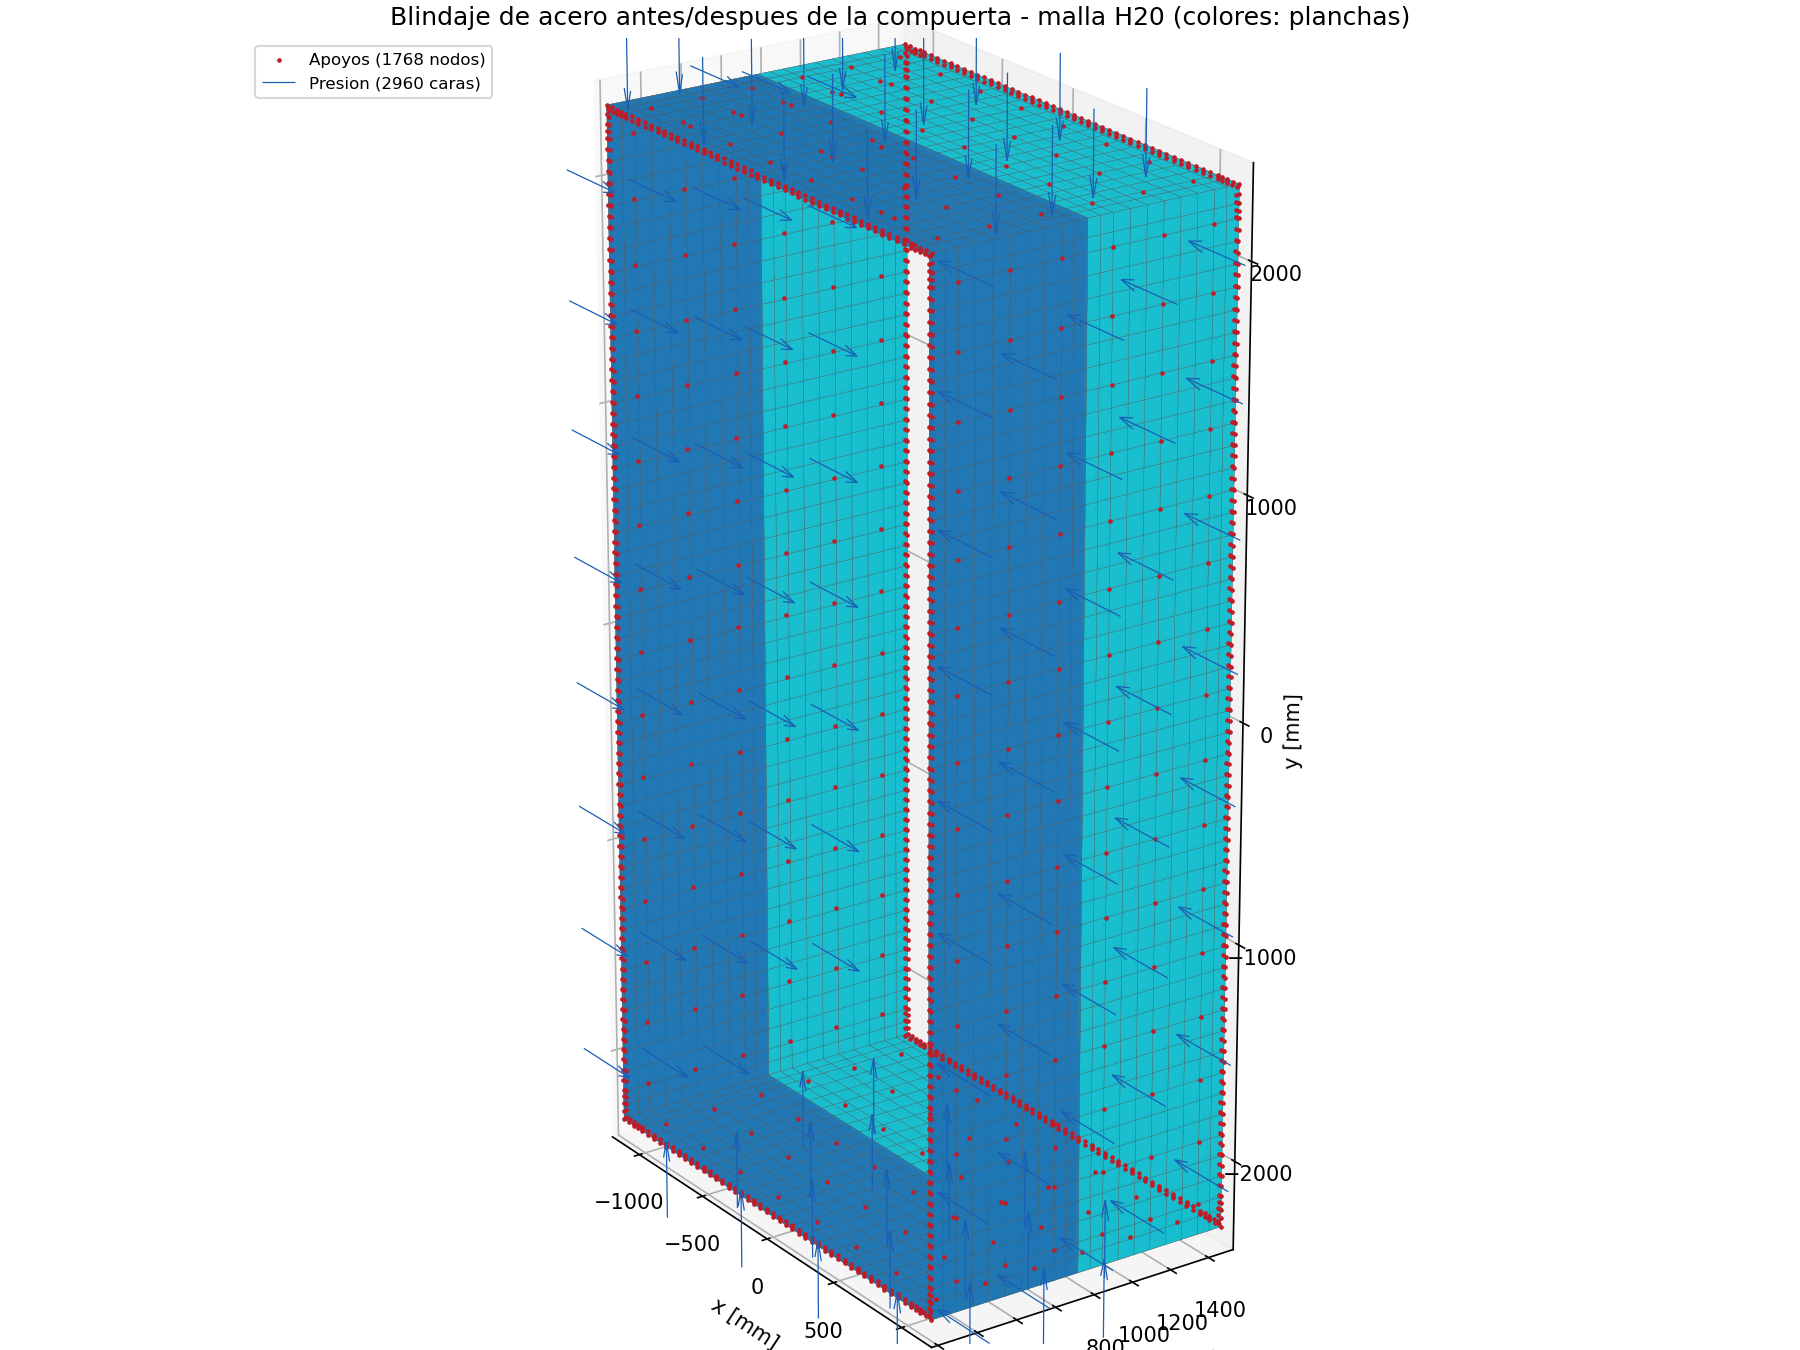 Blindaje de acero antes/despues de la compuerta - malla H20 (colores: planchas)
Apoyos (1768 nodos)
Presion (2960 caras)
2000
1000
0
y [mm]
−1000
−2000
−1000
−500
0
500
x [mm]
800
1000
1200
1400